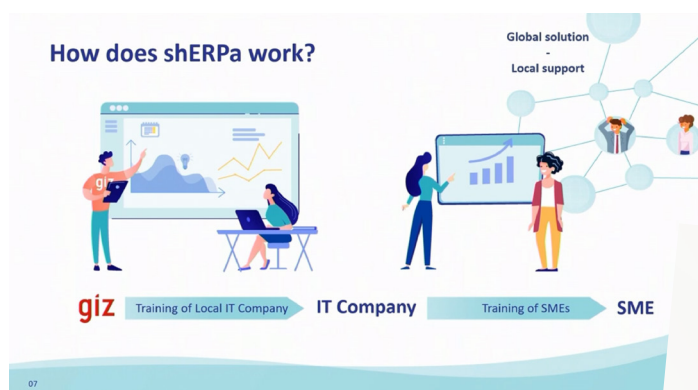 How does shERPa work?
Global solution
-
Local support
giz
giz
Training of Local IT Company
IT Company
Training of SMEs
SME
07